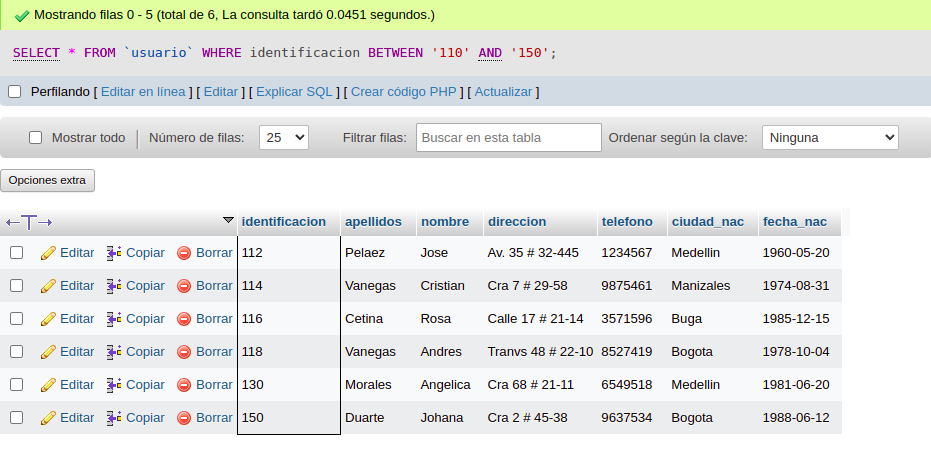 Mostrando filas 0 - 5 (total de 6, La consulta tardó 0.0451 segundos.)
SELECT * FROM `usuario` WHERE identificacion BETWEEN '110' AND '150';
Perfilando [ Editar en línea ] [ Editar ] [ Explicar SQL ] [ Crear código PHP ] [ Actualizar ]
Mostrar todo | Número de filas: 25 Filtrar filas: Buscar en esta tabla Ordenar según la clave: Ninguna
Opciones extra
←T→ identificacion apellidos nombre direccion telefono ciudad_nac fecha_nac
Editar Copiar Borrar 112 Pelaez Jose Av. 35 # 32-445 1234567 Medellin 1960-05-20
Editar Copiar Borrar 114 Vanegas Cristian Cra 7 # 29-58 9875461 Manizales 1974-08-31
Editar Copiar Borrar 116 Cetina Rosa Calle 17 # 21-14 3571596 Buga 1985-12-15
Editar Copiar Borrar 118 Vanegas Andres Tranvs 48 # 22-10 8527419 Bogota 1978-10-04
Editar Copiar Borrar 130 Morales Angelica Cra 68 # 21-11 6549518 Medellin 1981-06-20
Editar Copiar Borrar 150 Duarte Johana Cra 2 # 45-38 9637534 Bogota 1988-06-12